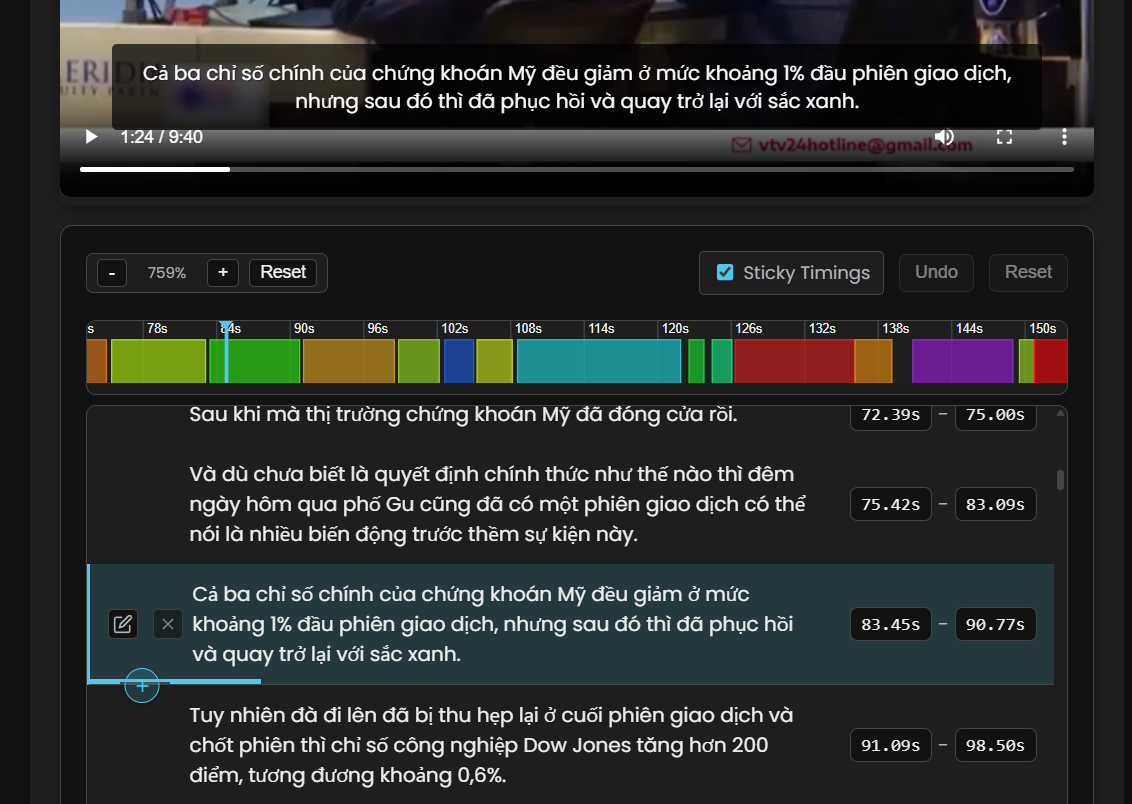 Cả ba chỉ số chính của chứng khoán Mỹ đều giảm ở mức khoảng 1% đầu phiên giao dịch,
nhưng sau đó thì đã phục hồi và quay trở lại với sắc xanh.
1:24 / 9:40
vtv24hotline@gmail.com
- 759% + Reset
Sticky Timings Undo Reset
s 78s 84s 90s 96s 102s 108s 114s 120s 126s 132s 138s 144s 150s
Sau khi mà thị trường chứng khoán Mỹ đã đóng cửa rồi. 72.39s – 75.00s
Và dù chưa biết là quyết định chính thức như thế nào thì đêm
ngày hôm qua phố Gu cũng đã có một phiên giao dịch có thể 75.42s – 83.09s
nói là nhiều biến động trước thềm sự kiện này.
Cả ba chỉ số chính của chứng khoán Mỹ đều giảm ở mức
khoảng 1% đầu phiên giao dịch, nhưng sau đó thì đã phục hồi 83.45s – 90.77s
và quay trở lại với sắc xanh.
Tuy nhiên đà đi lên đã bị thu hẹp lại ở cuối phiên giao dịch và
chốt phiên thì chỉ số công nghiệp Dow Jones tăng hơn 200 91.09s – 98.50s
điểm, tương đương khoảng 0,6%.